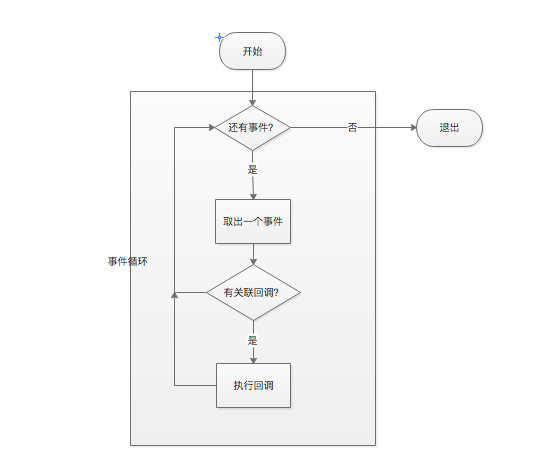 开始
还有事件?
否
退出
是
取出一个事件
事件循环
有关联回调?
是
执行回调